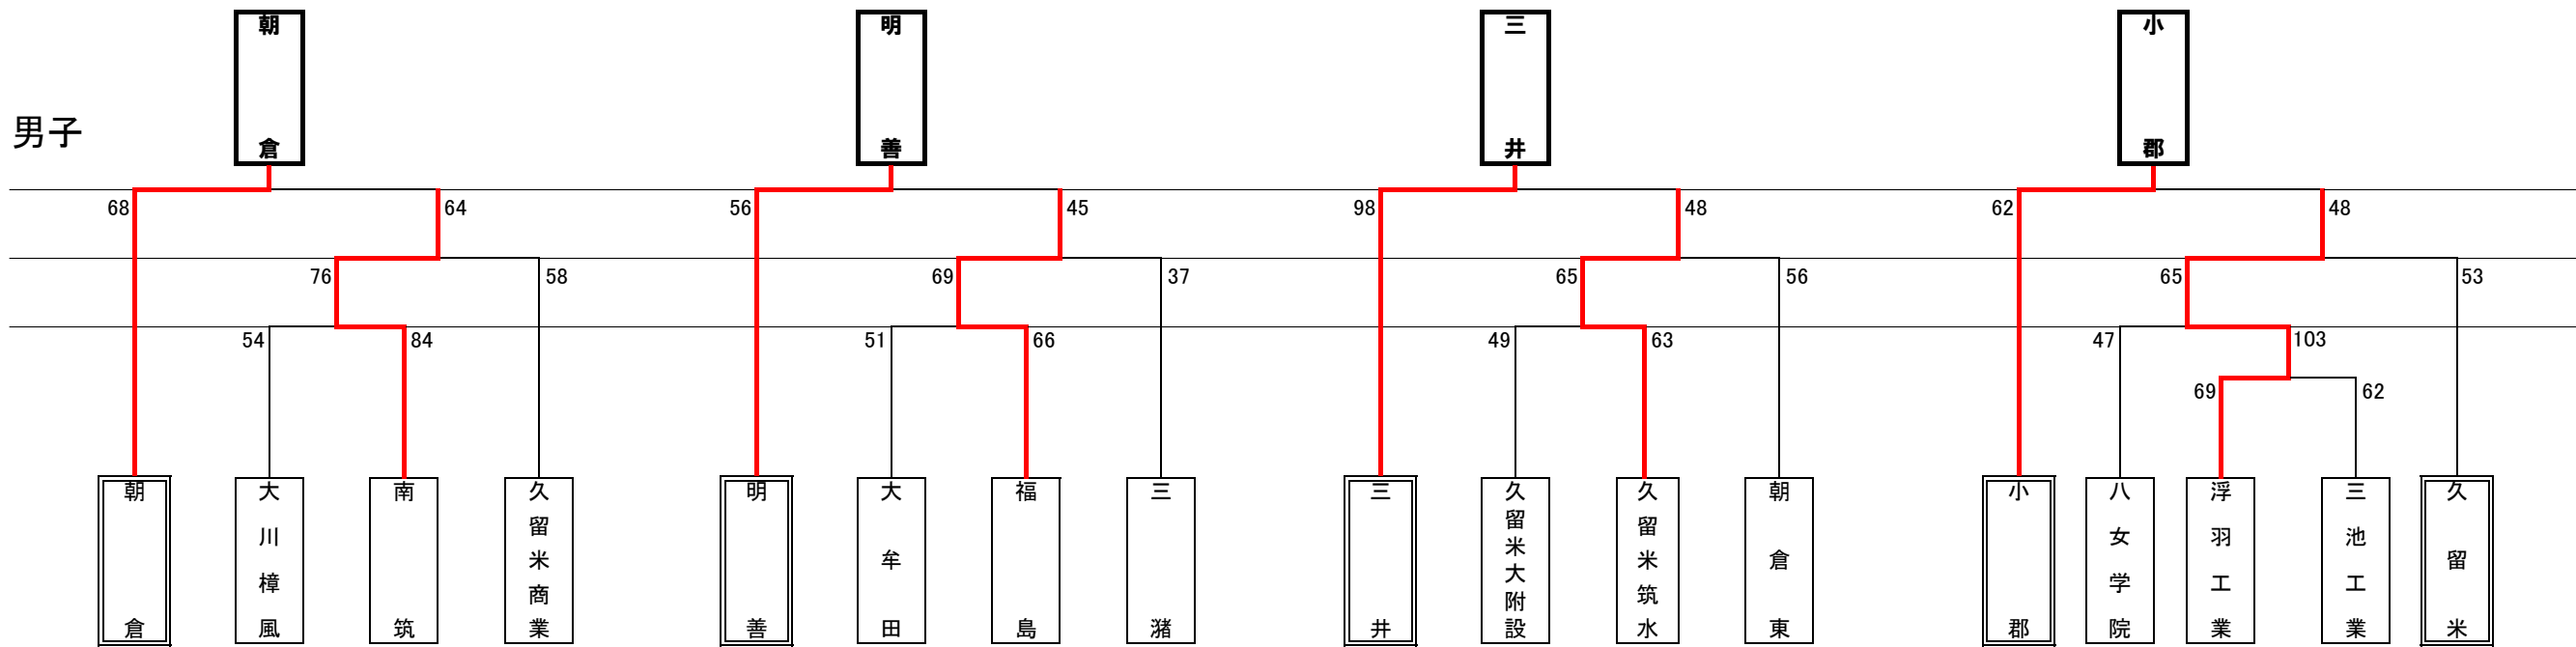 朝倉
明善
三井
小郡
男子
68
64
56
45
98
48
62
48
76
58
69
37
65
56
65
53
54
84
51
66
49
63
47
103
69
62
朝倉
大川樟風
南筑
久留米商業
明善
大牟田
福島
三潴
三井
久留米大附設
久留米筑水
朝倉東
小郡
八女学院
浮羽工業
三池工業
久留米